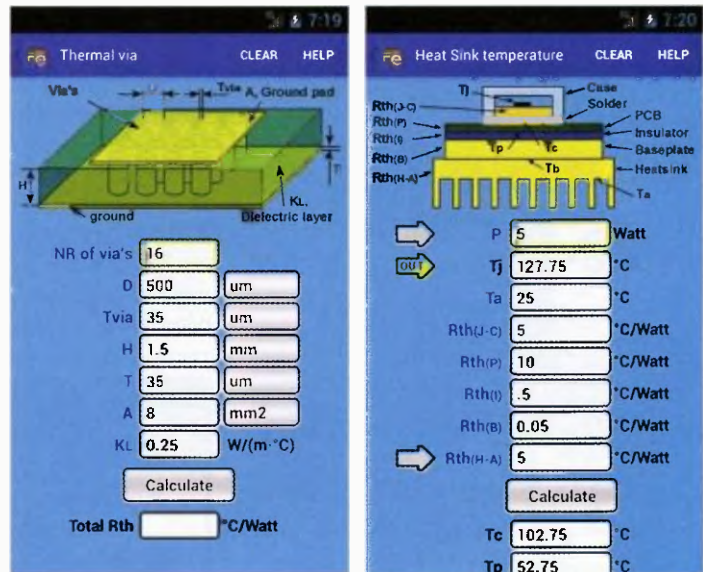 7:19
Fe Thermal via CLEAR HELP
Via's
Tvia A, Ground pad
H
T
KL.
ground
Dielectric layer
NR of via's 16
D 500 um
Tvia 35 um
H 1.5 mm
T 35 um
A 8 mm2
KL 0.25 W/(m·°C)
Calculate
Total Rth °C/Watt
7:20
Fe Heat Sink temperature CLEAR HELP
Tj
Case
Rth(J-C)
Solder
Rth(P)
PCB
Rth(I)
Insulator
Tp Tc
Rth(B)
Baseplate
Tb
Rth(H-A)
Heatsink
Ta
P 5 Watt
OUT Tj 127.75 °C
Ta 25 °C
Rth(J-C) 5 °C/Watt
Rth(P) 10 °C/Watt
Rth(I) .5 °C/Watt
Rth(B) 0.05 °C/Watt
Rth(H-A) 5 °C/Watt
Calculate
Tc 102.75 °C
Tp 52.75 °C